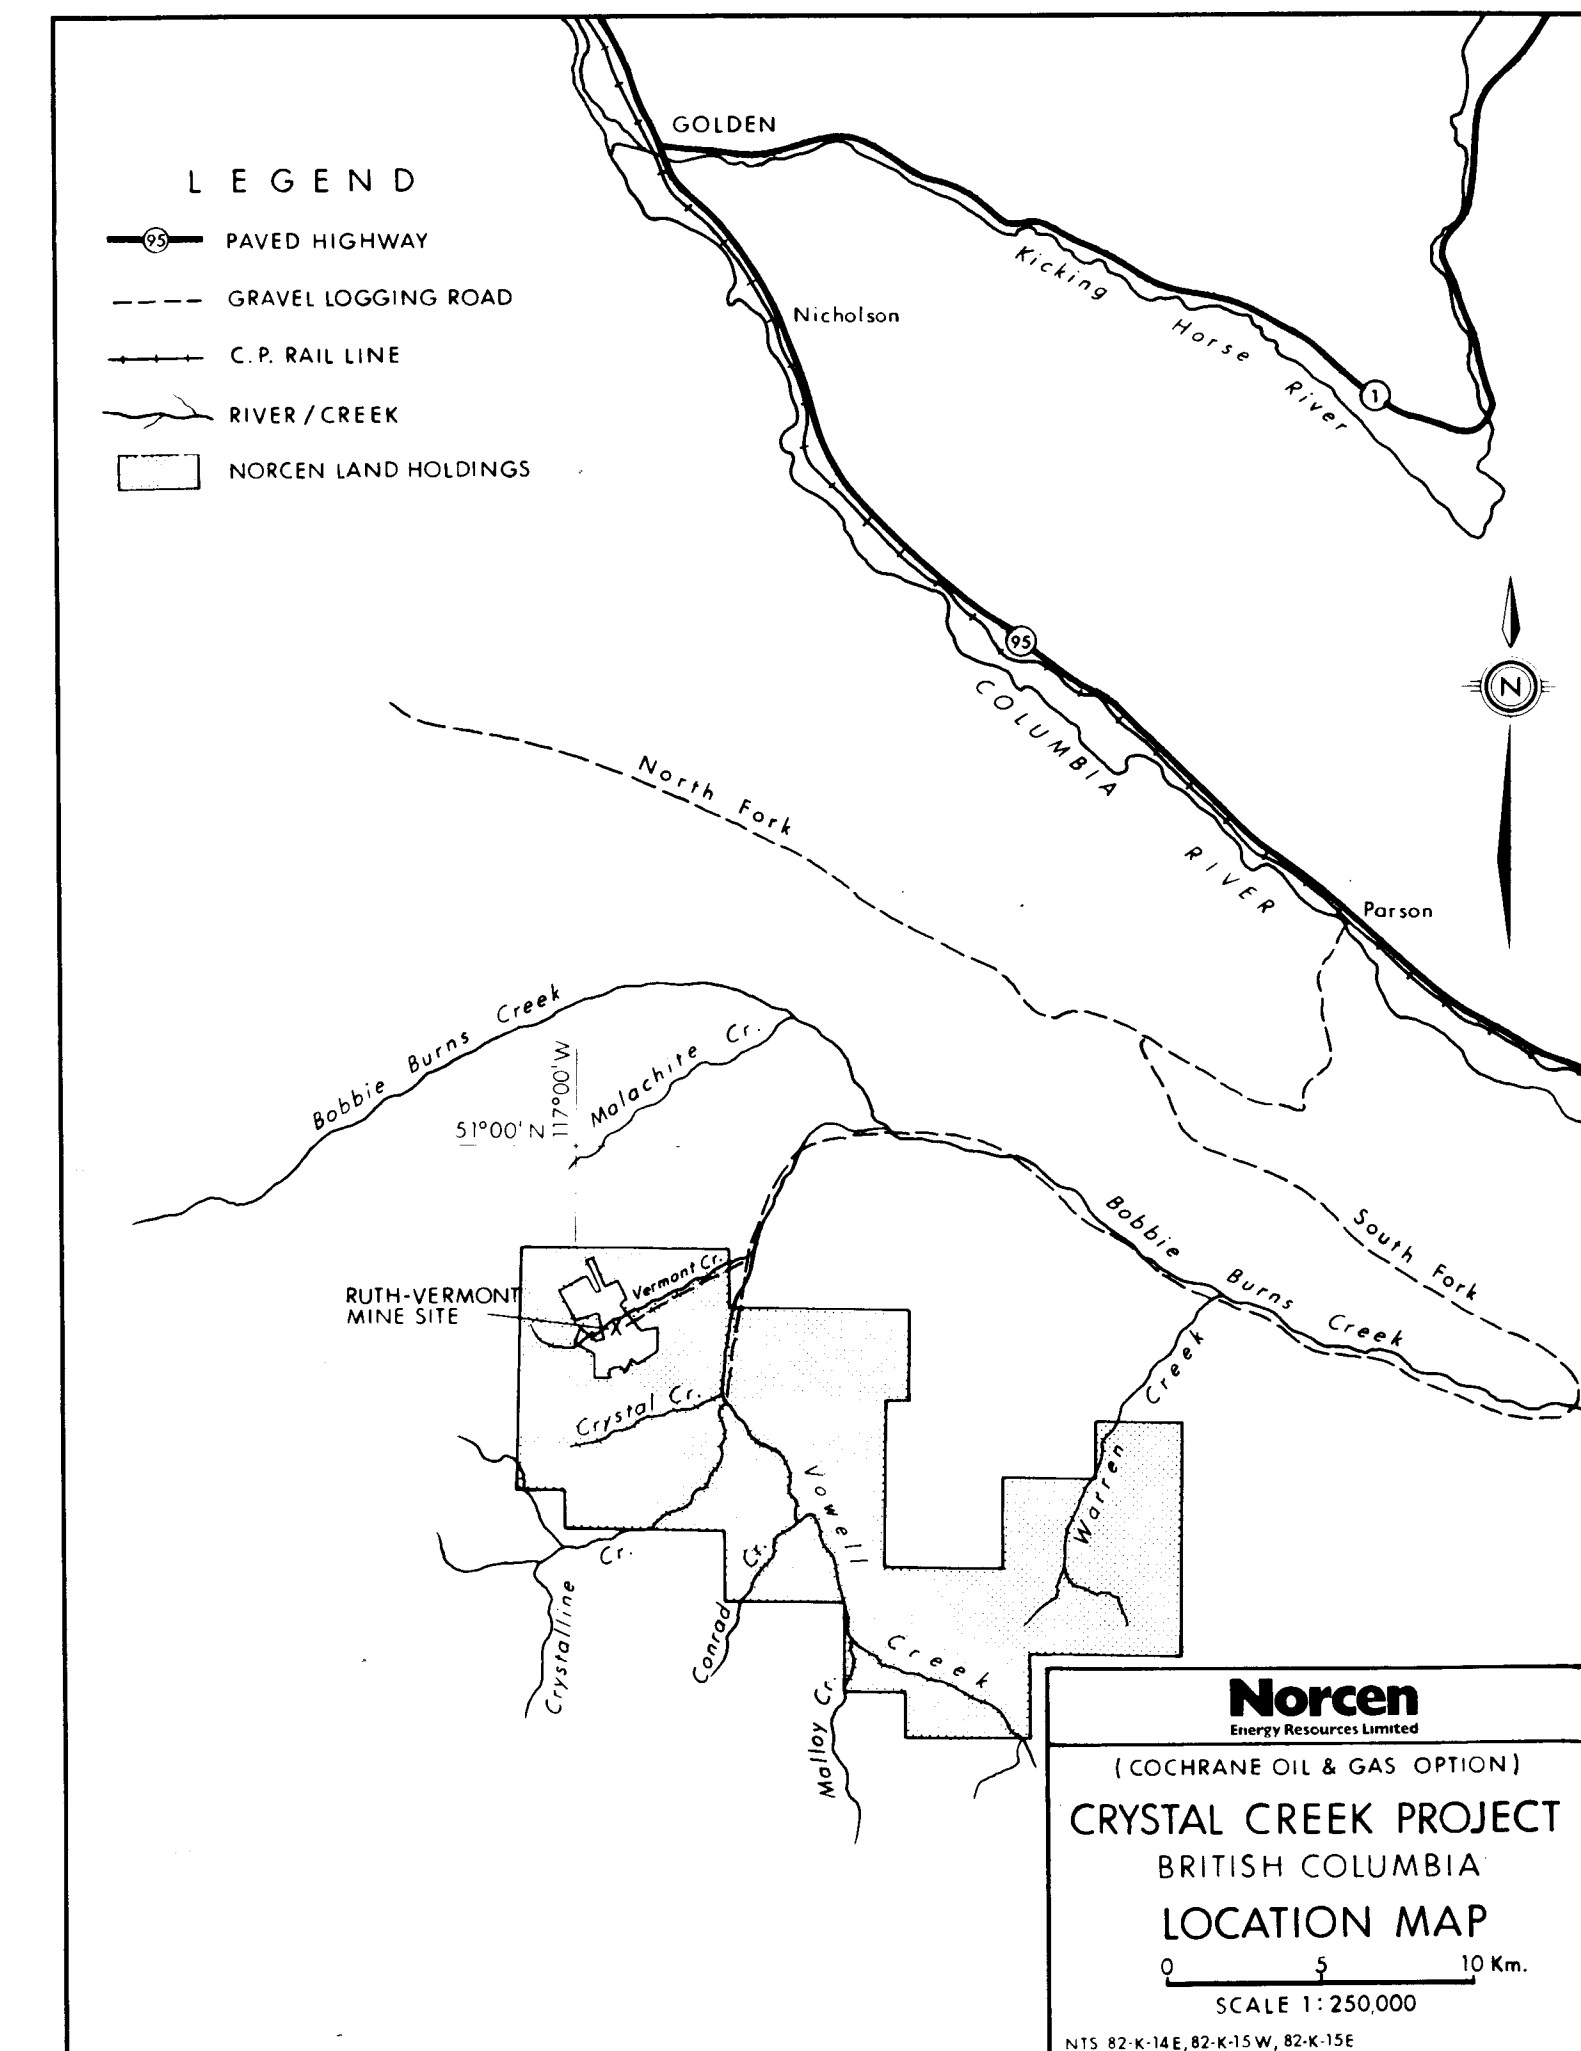 GOLDEN
LEGEND
95 PAVED HIGHWAY
GRAVEL LOGGING ROAD
C.P. RAIL LINE
RIVER / CREEK
NORCEN LAND HOLDINGS
Kicking Horse River
1
Nicholson
95
N
COLUMBIA RIVER
North Fork
Parson
Bobbie Burns Creek
Malachite Cr.
117°00'W
51°00'N
South Fork
Bobbie Burns Creek
RUTH-VERMONT
MINE SITE
Vermont Cr.
Crystal Cr.
Vowell Creek
Warren Creek
Crystalline Cr.
Conrad Cr.
Malloy Cr.
Norcen
Energy Resources Limited
(COCHRANE OIL & GAS OPTION)
CRYSTAL CREEK PROJECT
BRITISH COLUMBIA
LOCATION MAP
0 5 10 Km.
SCALE 1:250,000
NTS 82-K-14E, 82-K-15W, 82-K-15E